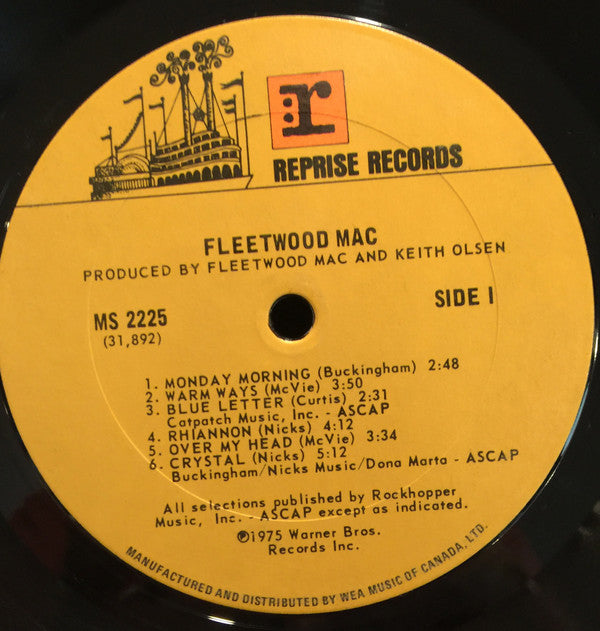 r
REPRISE RECORDS
FLEETWOOD MAC
PRODUCED BY FLEETWOOD MAC AND KEITH OLSEN
MS 2225
(31,892)
SIDE I
1. MONDAY MORNING (Buckingham) 2:48
2. WARM WAYS (McVie) 3:50
3. BLUE LETTER (Curtis) 2:31
Catpatch Music, Inc. - ASCAP
4. RHIANNON (Nicks) 4:12
5. OVER MY HEAD (McVie) 3:34
6. CRYSTAL (Nicks) 5:12
Buckingham/Nicks Music/Dona Marta - ASCAP
All selections published by Rockhopper
Music, Inc. - ASCAP except as indicated.
℗1975 Warner Bros.
Records Inc.
MANUFACTURED AND DISTRIBUTED BY WEA MUSIC OF CANADA, LTD.